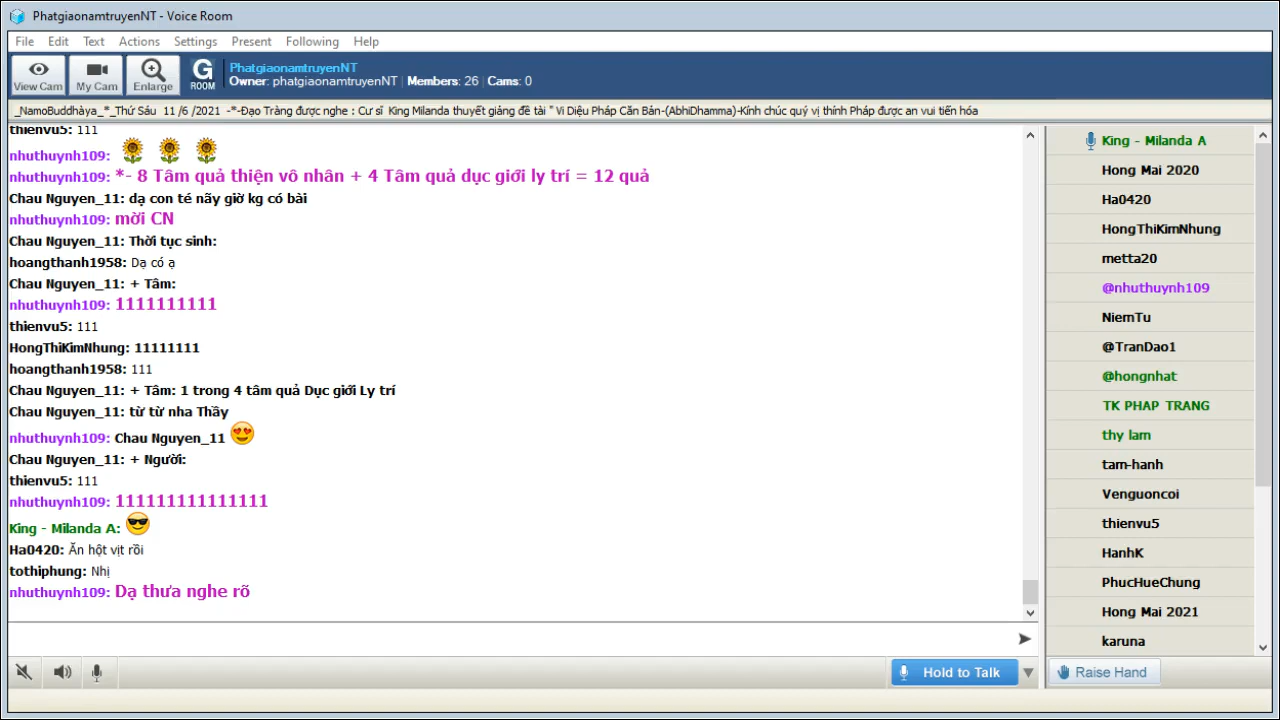 PhatgiaonamtruyenNT - Voice Room
File Edit Text Actions Settings Present Following Help
View Cam My Cam Enlarge G ROOM
PhatgiaonamtruyenNT
Owner: phatgiaonamtruyenNT | Members: 26 | Cams: 0
_NamoBuddhàya_*_Thứ Sáu 11 /6 /2021 -*-Đạo Tràng được nghe : Cư sĩ King Milanda thuyết giảng đề tài " Vi Diệu Pháp Căn Bản-(AbhiDhamma)-Kính chúc quý vị thính Pháp được an vui tiến hóa
thienvu5: 111
nhuthuynh109:
nhuthuynh109: *- 8 Tâm quả thiện vô nhân + 4 Tâm quả dục giới ly trí = 12 quả
Chau Nguyen_11: dạ con té nãy giờ kg có bài
nhuthuynh109: mời CN
Chau Nguyen_11: Thời tục sinh:
hoangthanh1958: Dạ có ạ
Chau Nguyen_11: + Tâm:
nhuthuynh109: 1111111111
thienvu5: 111
HongThiKimNhung: 11111111
hoangthanh1958: 111
Chau Nguyen_11: + Tâm: 1 trong 4 tâm quả Dục giới Ly trí
Chau Nguyen_11: từ từ nha Thầy
nhuthuynh109: Chau Nguyen_11
Chau Nguyen_11: + Người:
thienvu5: 111
nhuthuynh109: 111111111111111
King - Milanda A:
Ha0420: Ăn hột vịt rồi
tothiphung: Nhị
nhuthuynh109: Dạ thưa nghe rõ
King - Milanda A
Hong Mai 2020
Ha0420
HongThiKimNhung
metta20
@nhuthuynh109
NiemTu
@TranDao1
@hongnhat
TK PHAP TRANG
thy lam
tam-hanh
Venguoncoi
thienvu5
HanhK
PhucHueChung
Hong Mai 2021
karuna
Hold to Talk
Raise Hand